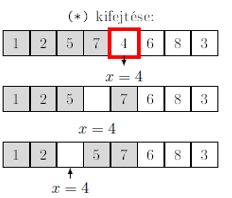 (*) kifejtése:
1 2 5 7 4 6 8 3
x = 4
1 2 5 7 6 8 3
x = 4
1 2 5 7 6 8 3
x = 4